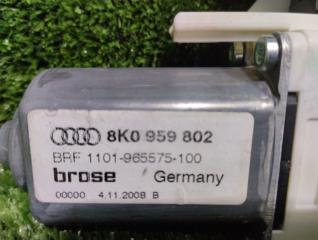 8K0 959 802
BRF 1101-965575-100
brose Germany
00000 4.11.2008 B